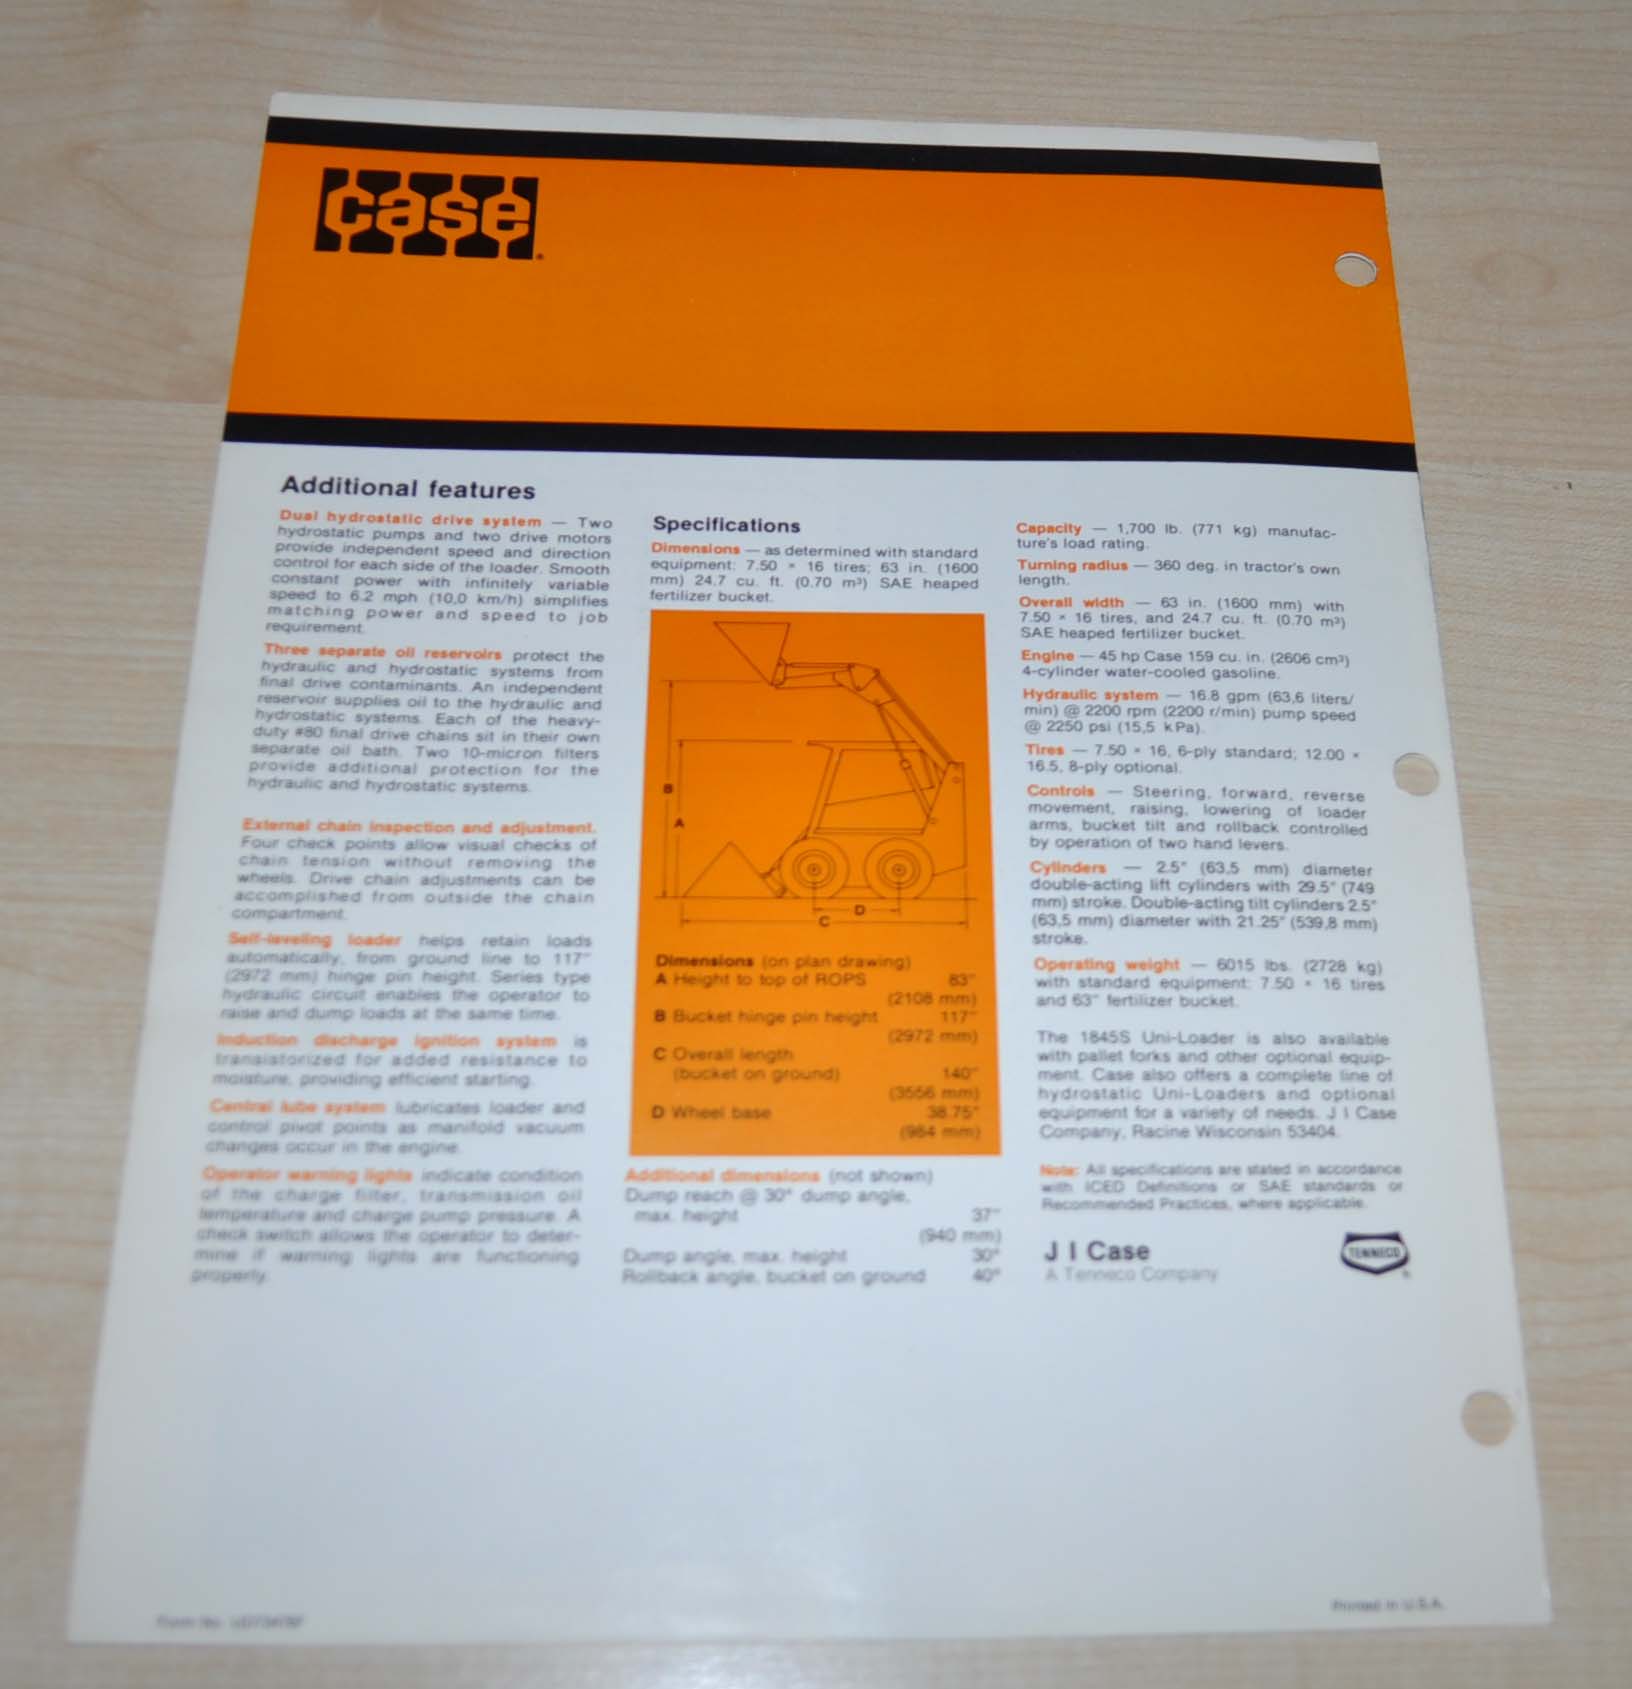 case
Additional features
Dual hydrostatic drive system — Two
hydrostatic pumps and two drive motors
provide independent speed and direction
control for each side of the loader. Smooth
constant power with infinitely variable
speed to 6.2 mph (10,0 km/h) simplifies
matching power and speed to job
requirement.
Three separate oil reservoirs protect the
hydraulic and hydrostatic systems from
final drive contaminants. An independent
reservoir supplies oil to the hydraulic and
hydrostatic systems. Each of the heavy-
duty #80 final drive chains sit in their own
separate oil bath. Two 10-micron filters
provide additional protection for the
hydraulic and hydrostatic systems.
External chain inspection and adjustment.
Four check points allow visual checks of
chain tension without removing the
wheels. Drive chain adjustments can be
accomplished from outside the chain
compartment.
Self-leveling loader helps retain loads
automatically, from ground line to 117"
(2972 mm) hinge pin height. Series type
hydraulic circuit enables the operator to
raise and dump loads at the same time.
Induction discharge ignition system is
transistorized for added resistance to
moisture, providing efficient starting.
Central lube system lubricates loader and
control pivot points as manifold vacuum
changes occur in the engine.
Operator warning lights indicate condition
of the charge filter, transmission oil
temperature and charge pump pressure. A
check switch allows the operator to deter-
mine if warning lights are functioning
properly.
Specifications
Dimensions — as determined with standard
equipment: 7.50 × 16 tires; 63 in. (1600
mm) 24.7 cu. ft. (0.70 m³) SAE heaped
fertilizer bucket.
B
A
D
C
Dimensions (on plan drawing)
A Height to top of ROPS 83"
(2108 mm)
B Bucket hinge pin height 117"
(2972 mm)
C Overall length
(bucket on ground) 140"
(3556 mm)
D Wheel base 38.75"
(984 mm)
Additional dimensions (not shown)
Dump reach @ 30° dump angle,
max. height 37"
(940 mm)
Dump angle, max. height 30°
Rollback angle, bucket on ground 40°
Capacity — 1,700 lb. (771 kg) manufac-
ture's load rating.
Turning radius — 360 deg. in tractor's own
length.
Overall width — 63 in. (1600 mm) with
7.50 × 16 tires, and 24.7 cu. ft. (0.70 m³)
SAE heaped fertilizer bucket.
Engine — 45 hp Case 159 cu. in. (2606 cm³)
4-cylinder water-cooled gasoline.
Hydraulic system — 16.8 gpm (63,6 liters/
min) @ 2200 rpm (2200 r/min) pump speed
@ 2250 psi (15,5 kPa).
Tires — 7.50 × 16, 6-ply standard; 12.00 ×
16.5, 8-ply optional.
Controls — Steering, forward, reverse
movement, raising, lowering of loader
arms, bucket tilt and rollback controlled
by operation of two hand levers.
Cylinders — 2.5" (63,5 mm) diameter
double-acting lift cylinders with 29.5" (749
mm) stroke. Double-acting tilt cylinders 2.5"
(63,5 mm) diameter with 21.25" (539,8 mm)
stroke.
Operating weight — 6015 lbs. (2728 kg)
with standard equipment: 7.50 × 16 tires
and 63" fertilizer bucket.
The 1845S Uni-Loader is also available
with pallet forks and other optional equip-
ment. Case also offers a complete line of
hydrostatic Uni-Loaders and optional
equipment for a variety of needs. J I Case
Company, Racine Wisconsin 53404.
Note: All specifications are stated in accordance
with ICED Definitions or SAE standards or
Recommended Practices, where applicable.
J I Case
A Tenneco Company
TENNECO
Form No.
Printed in U.S.A.